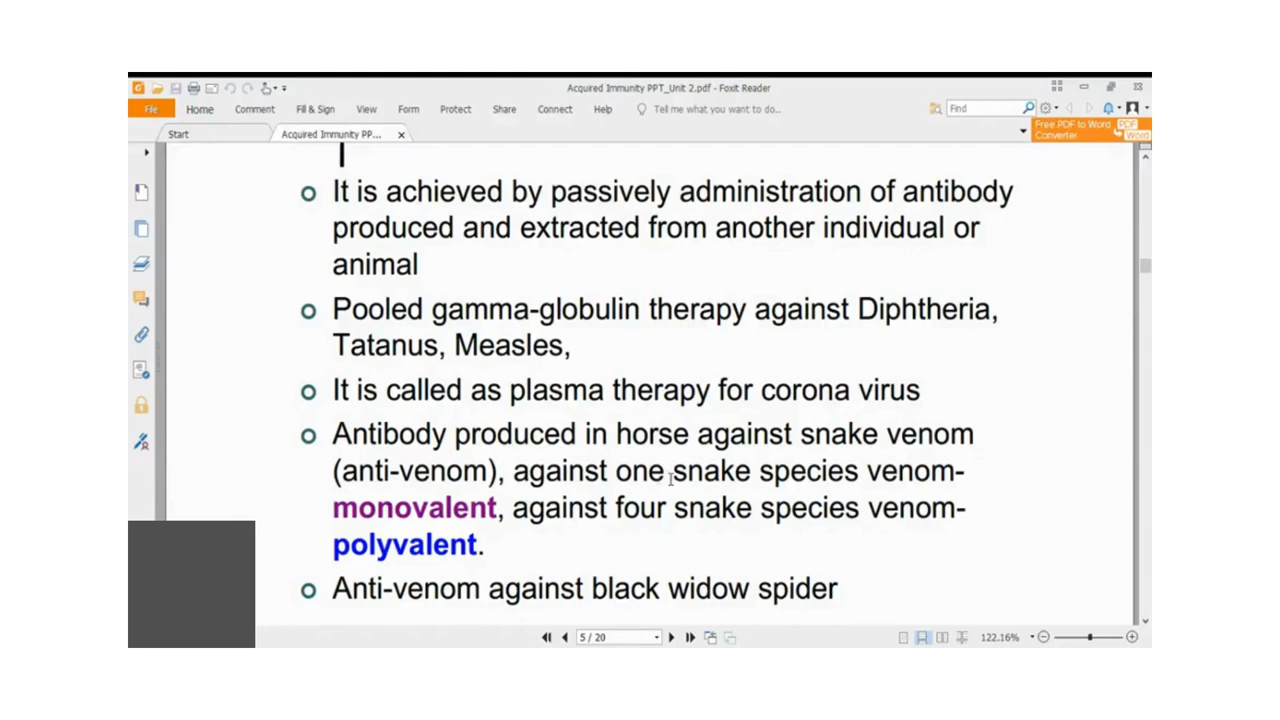 Acquired Immunity PPT_Unit 2.pdf - Foxit Reader
File Home Comment Fill & Sign View Form Protect Share Connect Help Tell me what you want to do.. Find
Free PDF to Word
Converter
PDF
Word
Start Acquired Immunity PP... x
It is achieved by passively administration of antibody
produced and extracted from another individual or
animal
Pooled gamma-globulin therapy against Diphtheria,
Tatanus, Measles,
It is called as plasma therapy for corona virus
Antibody produced in horse against snake venom
(anti-venom), against one snake species venom-
monovalent, against four snake species venom-
polyvalent.
Anti-venom against black widow spider
5 / 20 122.16%